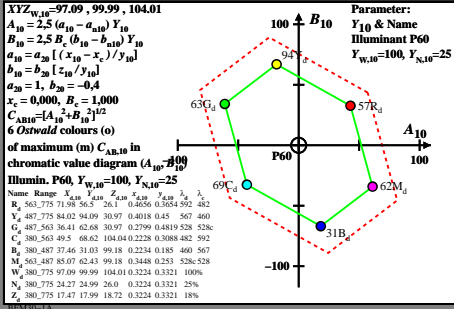 XYZ_W,10=97.09, 99.99, 104.01
A_10 = 2,5 (a_10 – a_n10) Y_10
B_10 = 2,5 B_c (b_10 – b_n10) Y_10
a_10 = a_20 [ ( x_10 – x_c ) / y_10 ]
b_10 = b_20 [ z_10 / y_10 ]
a_20 = 1, b_20 = –0,4
x_c = 0,000, B_c = 1,000
C_AB10=[A_10^2+B_10^2]^1/2
6 Ostwald colours (o)
of maximum (m) C_AB,10 in
chromatic value diagram (A_10, B_10)
Illumin. P60, Y_W,10=100, Y_N,10=25
Name Range X_d,10 Y_d,10 Z_d,10 x_d,10 y_d,10 λ_d λ_c
R_d 563_775 71.98 56.5 26.1 0.4656 0.3654 592 482
Y_d 487_775 84.02 94.09 30.97 0.4018 0.45 567 460
G_d 487_563 36.41 62.68 30.97 0.2799 0.4819 528 528c
C_d 380_563 49.5 68.62 104.04 0.2228 0.3088 482 592
B_d 380_487 37.46 31.03 99.18 0.2234 0.185 460 567
M_d 563_487 85.07 62.43 99.18 0.3448 0.253 528c 528
W_d 380_775 97.09 99.99 104.01 0.3224 0.3321 100%
N_d 380_775 24.27 24.99 26.0 0.3224 0.3321 25%
Z_d 380_775 17.47 17.99 18.72 0.3224 0.3321 18%
100
B_10
94Y_d
63G_d
57R_d
A_10
–100
P60
100
69C_d
62M_d
31B_d
–100
Parameter:
Y_10 & Name
Illuminant P60
Y_W,10=100, Y_N,10=25